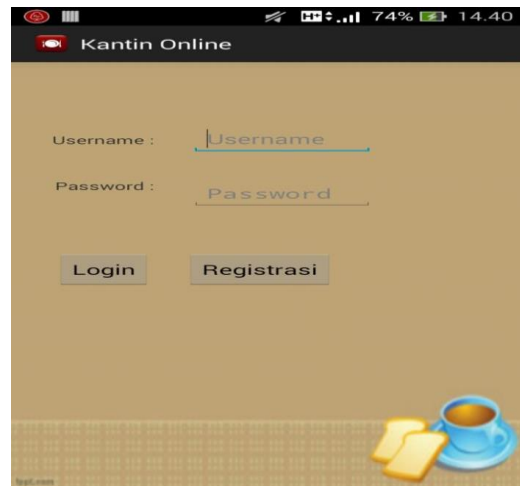 H+ 74% 14.40
Kantin Online
Username :
Username
Password :
Password
Login Registrasi